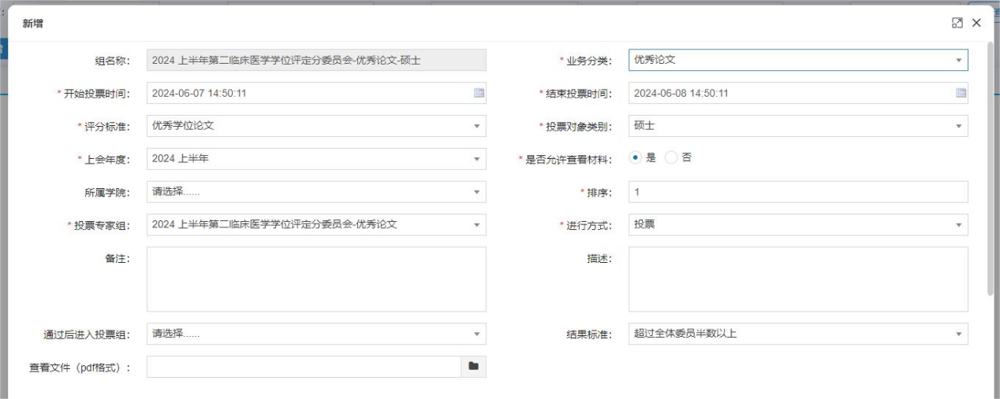 新增
组名称： 2024 上半年第二临床医学学位评定分委员会-优秀论文-硕士 * 业务分类： 优秀论文
* 开始投票时间： 2024-06-07 14:50:11 * 结束投票时间： 2024-06-08 14:50:11
* 评分标准： 优秀学位论文 * 投票对象类别： 硕士
* 上会年度： 2024 上半年 * 是否允许查看材料： 是 否
所属学院： 请选择...... * 排序： 1
* 投票专家组： 2024 上半年第二临床医学学位评定分委员会-优秀论文 * 进行方式： 投票
备注： 描述：
通过后进入投票组： 请选择...... 结果标准： 超过全体委员半数以上
查看文件（pdf格式）：